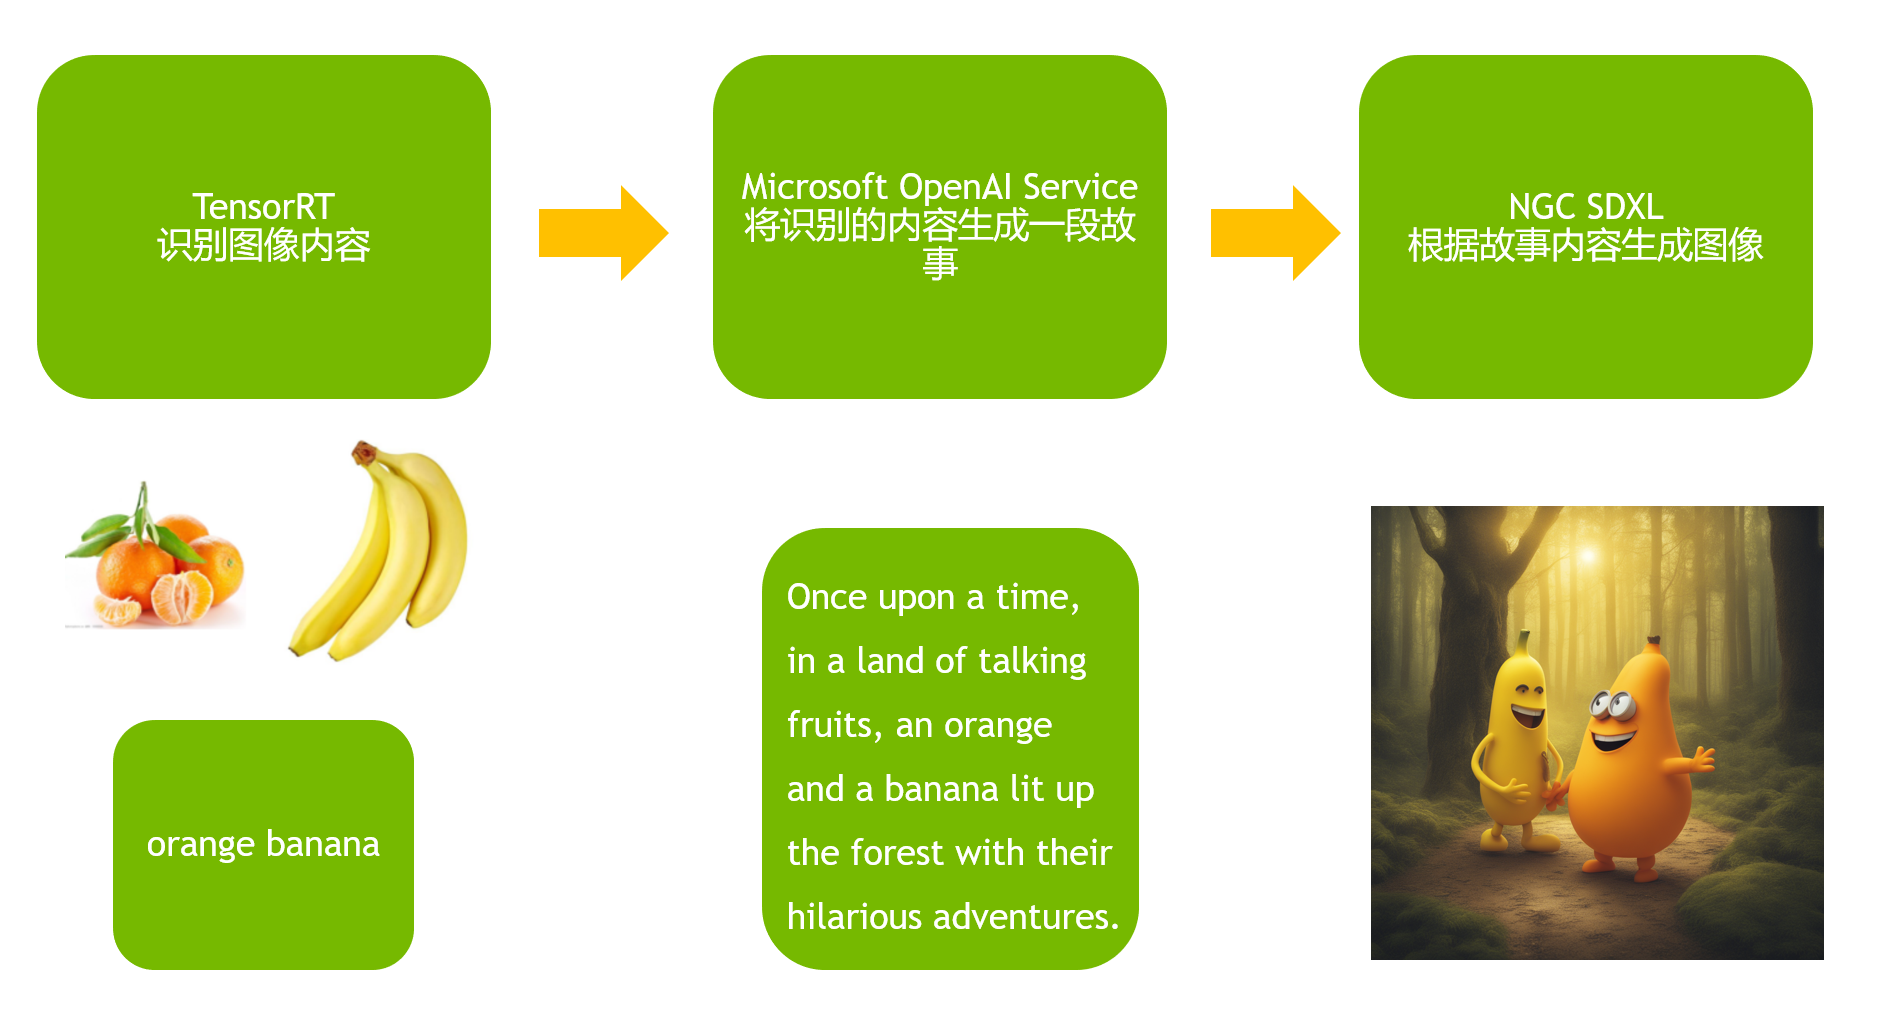 TensorRT
识别图像内容
Microsoft OpenAI Service
将识别的内容生成一段故
事
NGC SDXL
根据故事内容生成图像
orange banana
Once upon a time,
in a land of talking
fruits, an orange
and a banana lit up
the forest with their
hilarious adventures.